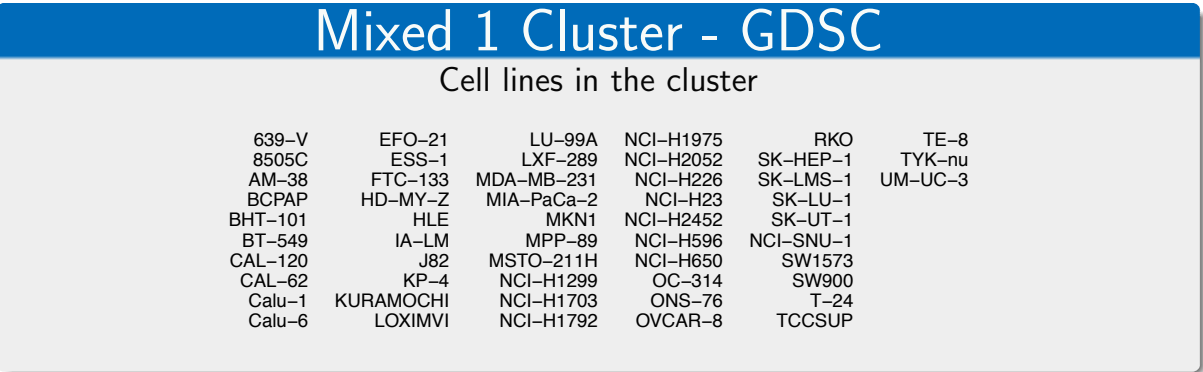 Mixed 1 Cluster - GDSC
Cell lines in the cluster
639−V EFO−21 LU−99A NCI−H1975 RKO TE−8
8505C ESS−1 LXF−289 NCI−H2052 SK−HEP−1 TYK−nu
AM−38 FTC−133 MDA−MB−231 NCI−H226 SK−LMS−1 UM−UC−3
BCPAP HD−MY−Z MIA−PaCa−2 NCI−H23 SK−LU−1
BHT−101 HLE MKN1 NCI−H2452 SK−UT−1
BT−549 IA−LM MPP−89 NCI−H596 NCI−SNU−1
CAL−120 J82 MSTO−211H NCI−H650 SW1573
CAL−62 KP−4 NCI−H1299 OC−314 SW900
Calu−1 KURAMOCHI NCI−H1703 ONS−76 T−24
Calu−6 LOXIMVI NCI−H1792 OVCAR−8 TCCSUP